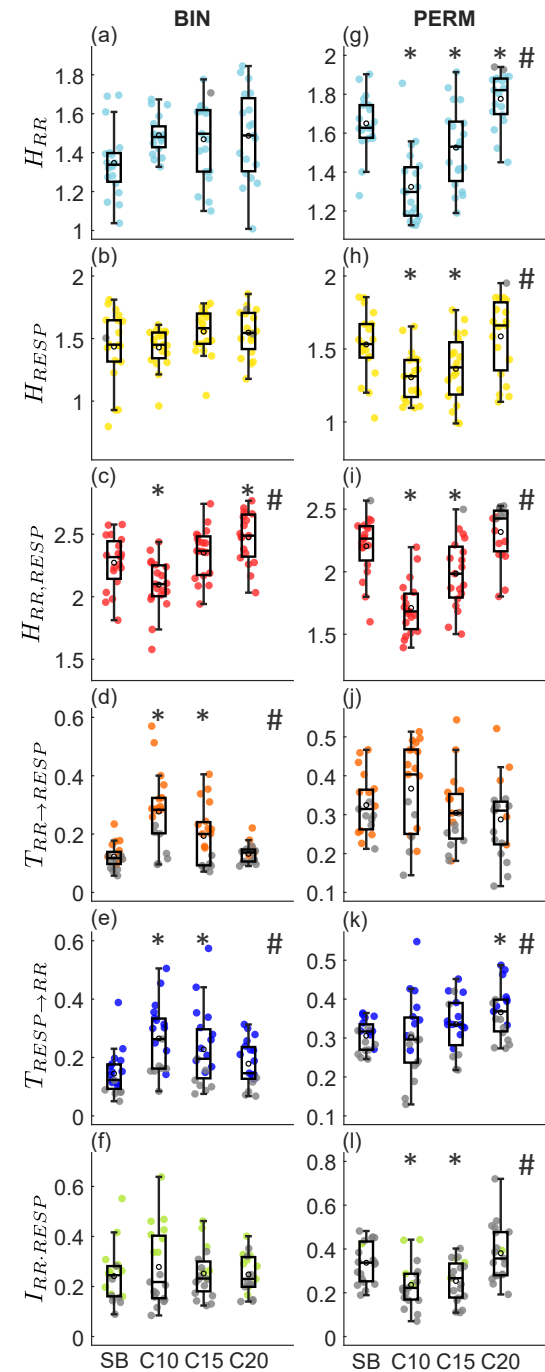 BIN PERM
(a) (g)
* * * #
H_RR
1.8 1.8
1.6 1.6
1.4 1.4
1.2 1.2
1
(b) (h)
* * #
H_RESP
2 2
1.5 1.5
1 1
(c) (i)
* * # * * #
H_RR,RESP
2.5 2.5
2 2
1.5 1.5
(d) (j)
* * #
T_RR→RESP
0.6 0.5
0.4 0.4
0.3
0.2 0.2
0 0.1
(e) (k)
* * # * #
T_RESP→RR
0.6 0.5
0.4 0.4
0.3
0.2 0.2
0 0.1
(f) (l)
* * #
I_RR·RESP
0.8
0.6 0.6
0.4 0.4
0.2 0.2
0 0
SB C10 C15 C20 SB C10 C15 C20